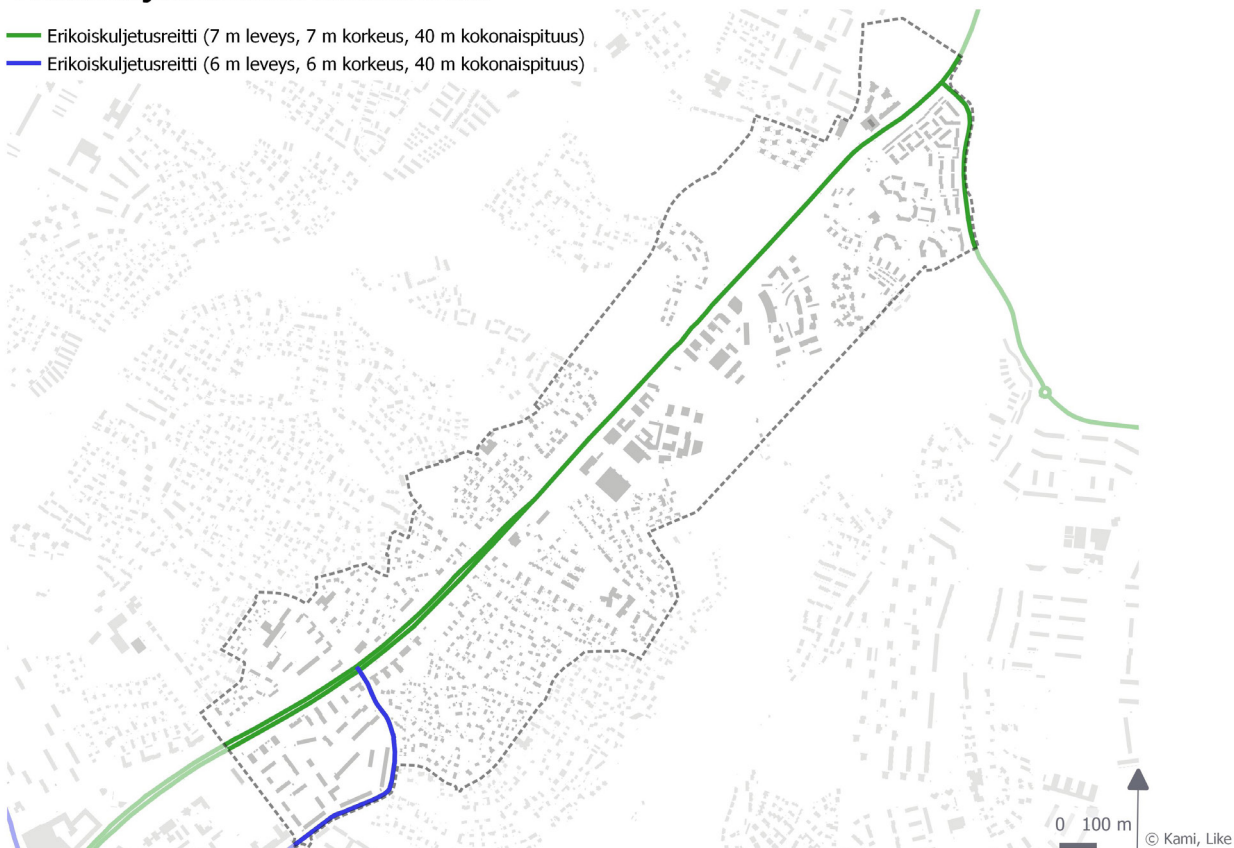 Erikoiskuljetusreitti (7 m leveys, 7 m korkeus, 40 m kokonaispituus)
Erikoiskuljetusreitti (6 m leveys, 6 m korkeus, 40 m kokonaispituus)
0 100 m
© Kami, Like